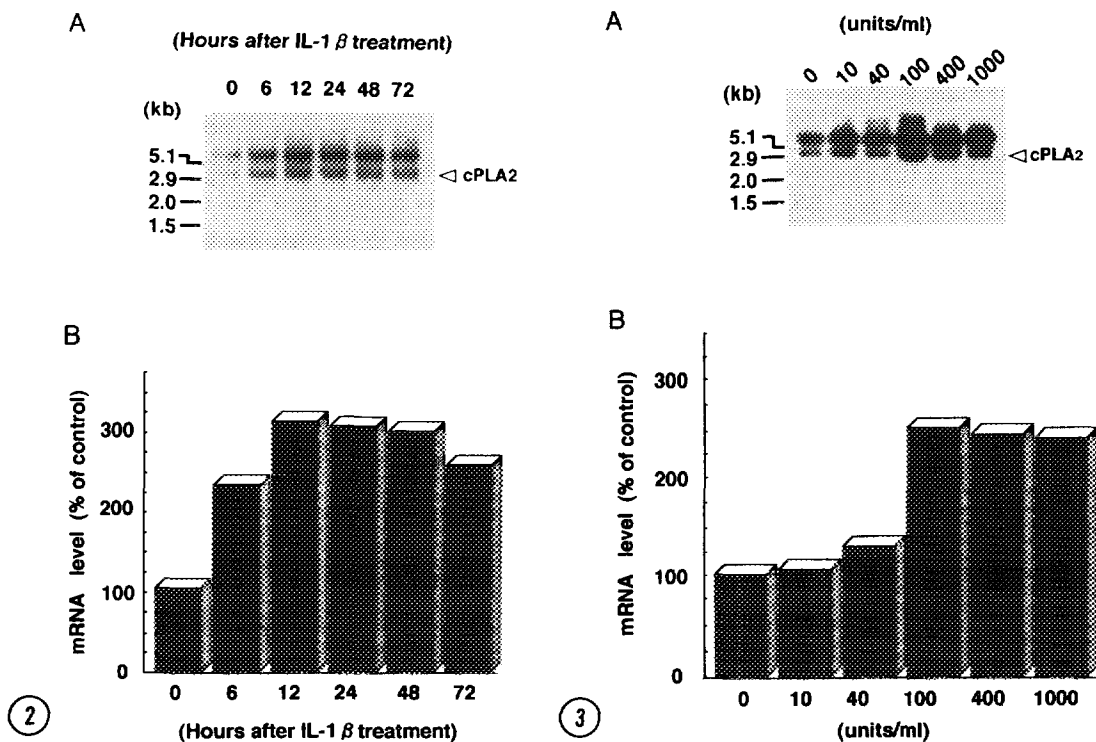 A
(Hours after IL-1 β treatment)
0 6 12 24 48 72
(kb)
5.1
2.9
2.0
1.5
◁ cPLA2
B
mRNA level (% of control)
300
200
100
0
0 6 12 24 48 72
(Hours after IL-1 β treatment)
2
A
(units/ml)
0 10 40 100 400 1000
(kb)
5.1
2.9
2.0
1.5
◁ cPLA2
B
mRNA level (% of control)
300
200
100
0
0 10 40 100 400 1000
(units/ml)
3